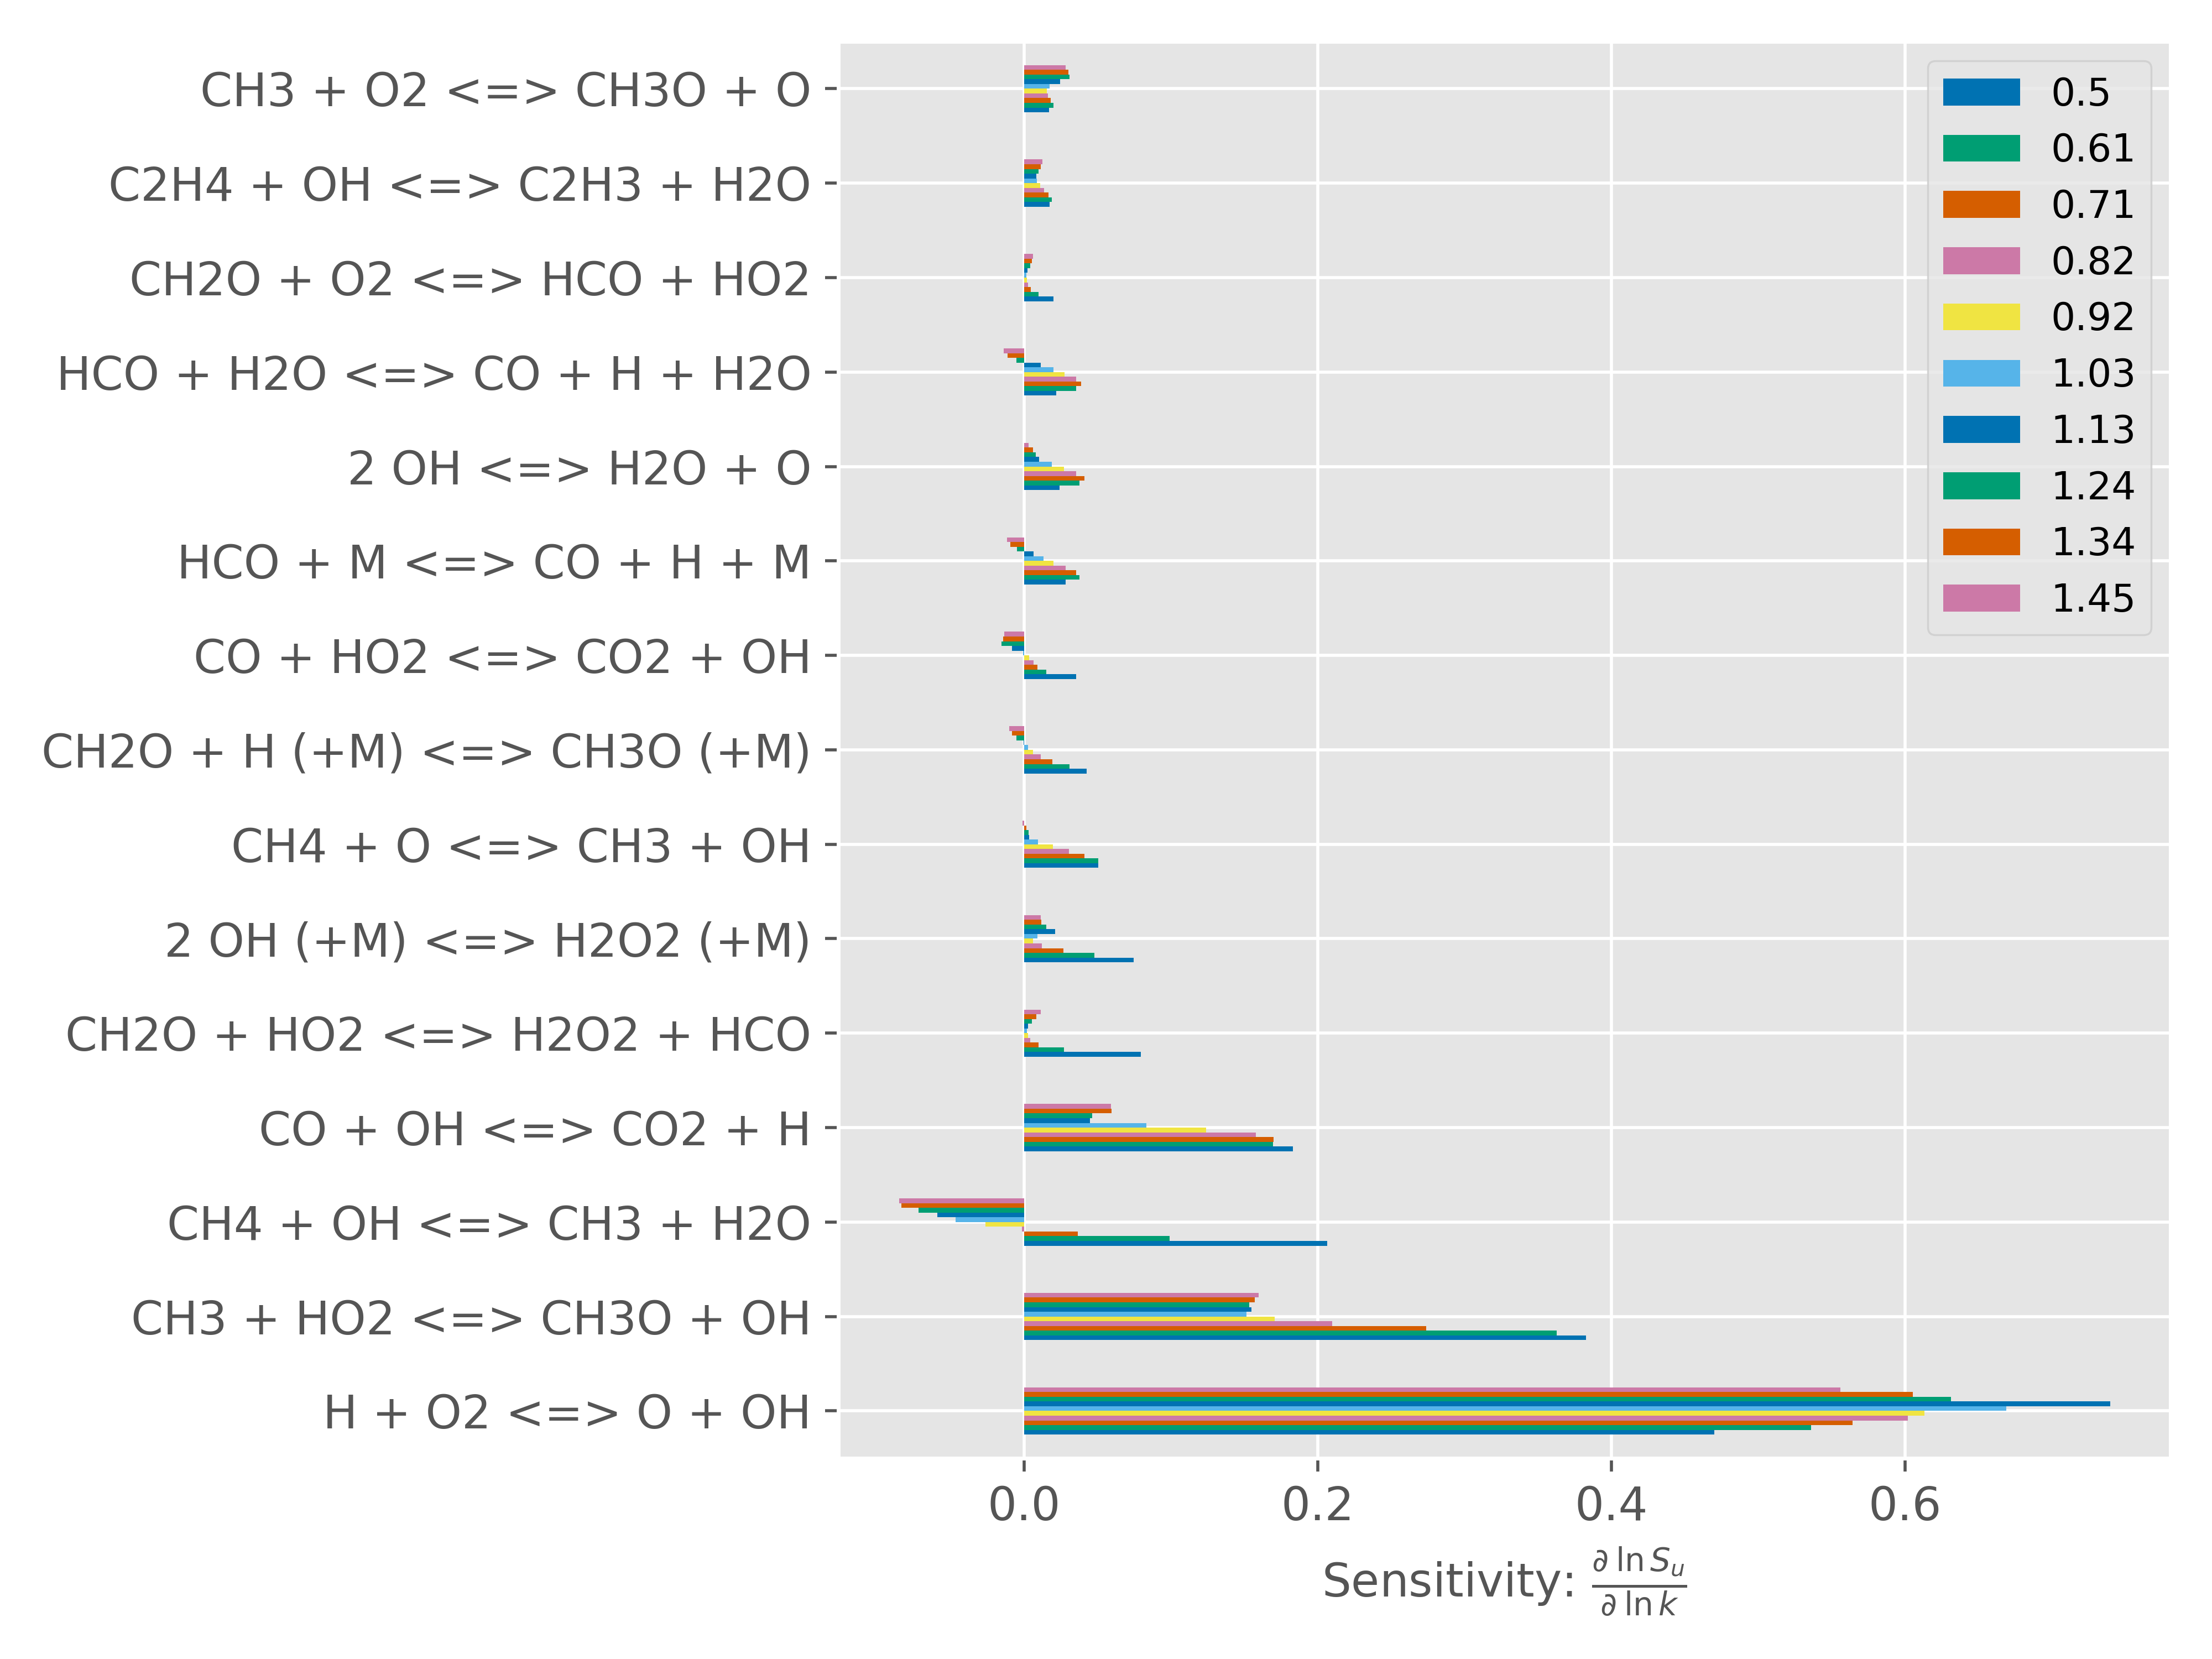 CH3 + O2 <=> CH3O + O
C2H4 + OH <=> C2H3 + H2O
CH2O + O2 <=> HCO + HO2
HCO + H2O <=> CO + H + H2O
2 OH <=> H2O + O
HCO + M <=> CO + H + M
CO + HO2 <=> CO2 + OH
CH2O + H (+M) <=> CH3O (+M)
CH4 + O <=> CH3 + OH
2 OH (+M) <=> H2O2 (+M)
CH2O + HO2 <=> H2O2 + HCO
CO + OH <=> CO2 + H
CH4 + OH <=> CH3 + H2O
CH3 + HO2 <=> CH3O + OH
H + O2 <=> O + OH
0.5
0.61
0.71
0.82
0.92
1.03
1.13
1.24
1.34
1.45
0.0 0.2 0.4 0.6
Sensitivity: ∂ ln Su / ∂ ln k